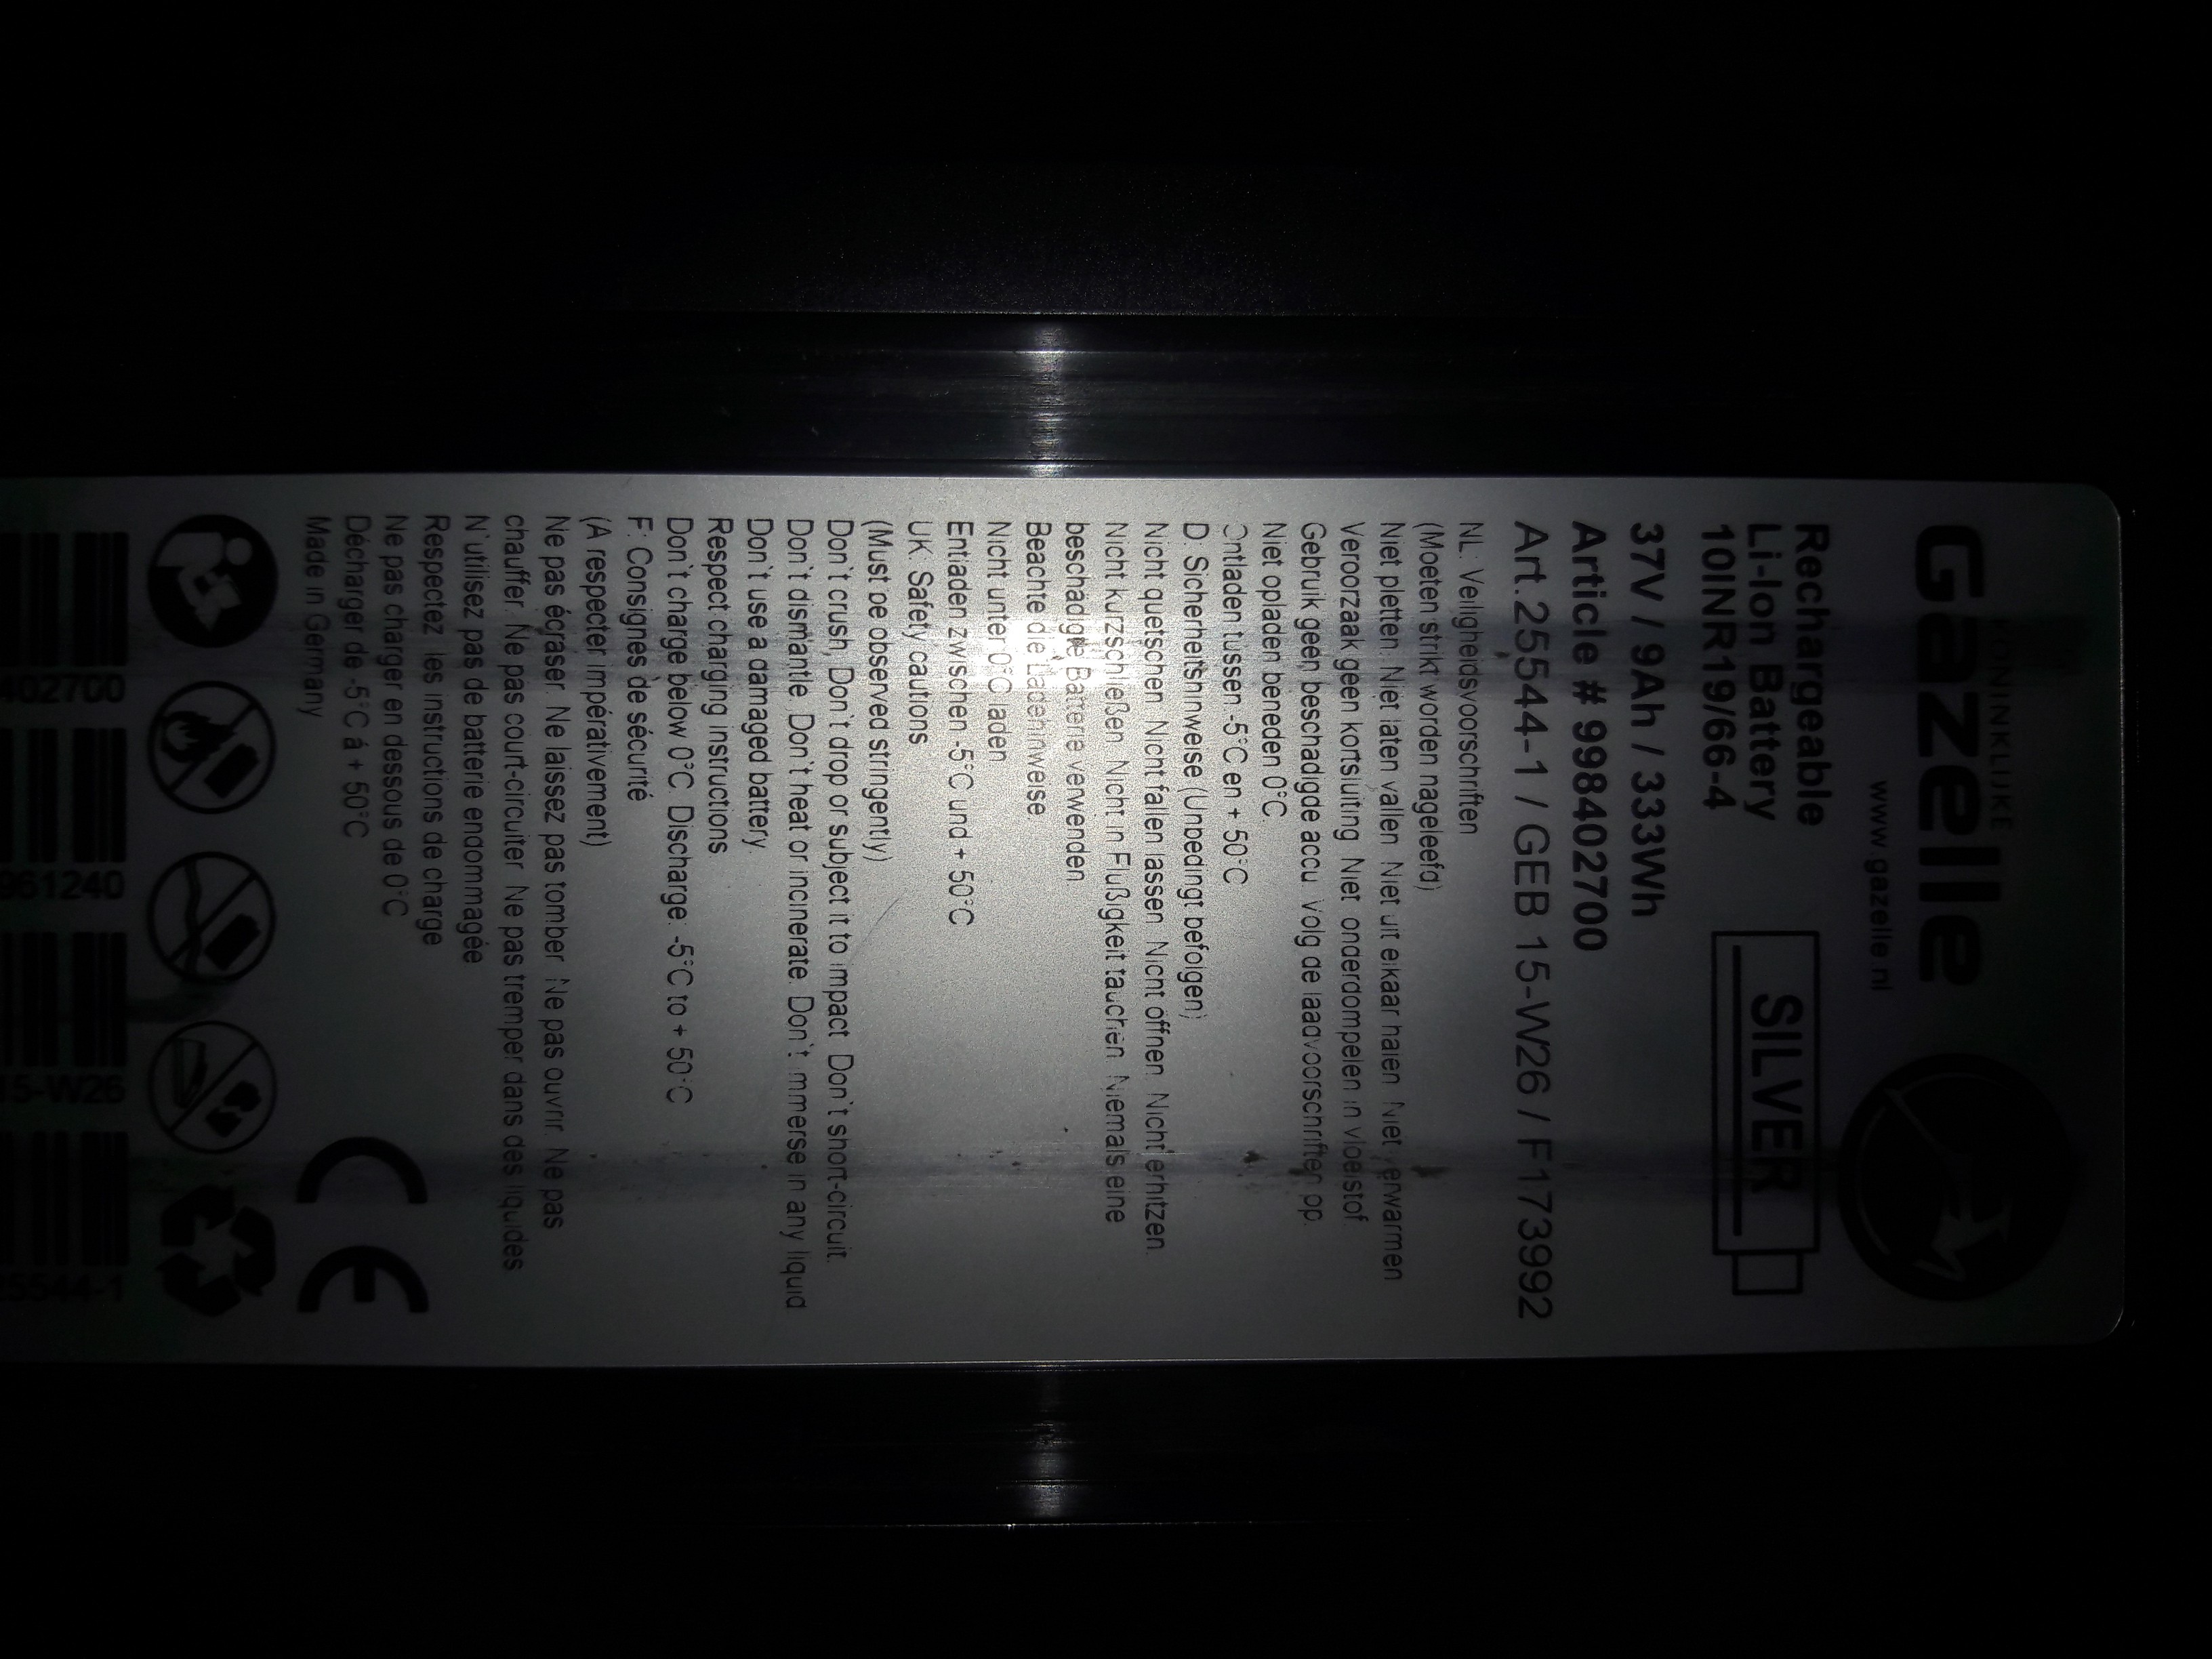 KONINKLIJKE
Gazelle
www.gazelle.nl
Rechargeable
Li-Ion Battery
10INR19/66-4
SILVER
37V / 9Ah / 333Wh
Article # 998402700
Art.25544-1 / GEB 15-W26 / F173992
NL: Veiligheidsvoorschriften
(Moeten strikt worden nageleefd)
Niet pletten. Niet laten vallen. Niet uit elkaar halen. Niet verwarmen
Veroorzaak geen kortsluiting. Niet onderdompelen in vloeistof.
Gebruik geen beschadigde accu. Volg de laadvoorschriften op.
Niet opladen beneden 0°C
Ontladen tussen -5°C en + 50°C
D Sicherheitshinweise (Unbedingt befolgen)
Nicht quetschen. Nicht fallen lassen. Nicht öffnen. Nicht erhitzen.
Nicht kurzschließen. Nicht in Flußigkeit tauchen. Niemals eine
beschadigte Batterie verwenden.
Beachte die Ladehinweise
Nicht unter 0°C laden
Entladen zwischen -5°C und + 50°C
UK: Safety cautions
(Must be observed stringently)
Don`t crush, Don`t drop or subject it to impact. Don`t short-circuit.
Don`t dismantle. Don`t heat or incinerate. Don`t immerse in any liquid
Don`t use a damaged battery.
Respect charging instructions
Don`t charge below 0°C. Discharge: -5°C to + 50°C
F: Consignes de sécurité
(A respecter impérativement)
Ne pas écraser. Ne laissez pas tomber. Ne pas ouvrir. Ne pas
chauffer. Ne pas court-circuiter. Ne pas tremper dans des liquides
N`utilisez pas de batterie endommagée
Respectez les instructions de charge
Ne pas charger en dessous de 0°C
Décharger de -5°C á + 50°C
Made in Germany
CE
402700
961240
15-W26
5544-1